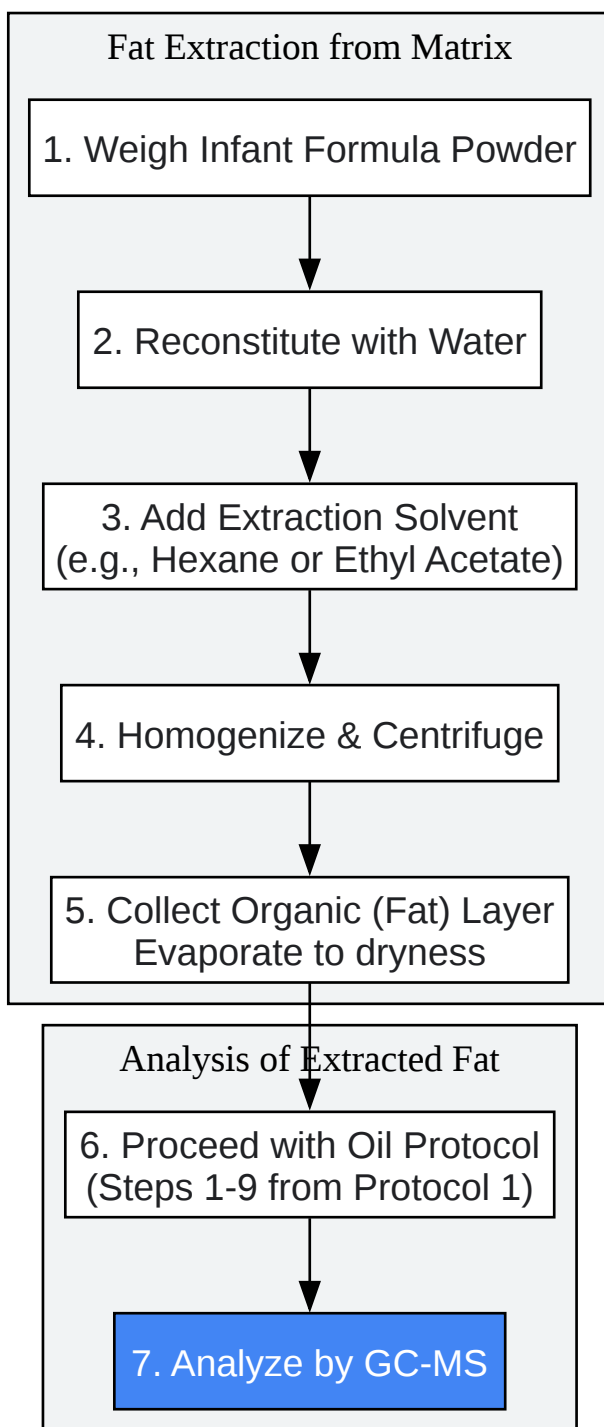 Fat Extraction from Matrix
1. Weigh Infant Formula Powder
2. Reconstitute with Water
3. Add Extraction Solvent
(e.g., Hexane or Ethyl Acetate)
4. Homogenize & Centrifuge
5. Collect Organic (Fat) Layer
Evaporate to dryness
Analysis of Extracted Fat
6. Proceed with Oil Protocol
(Steps 1-9 from Protocol 1)
7. Analyze by GC-MS